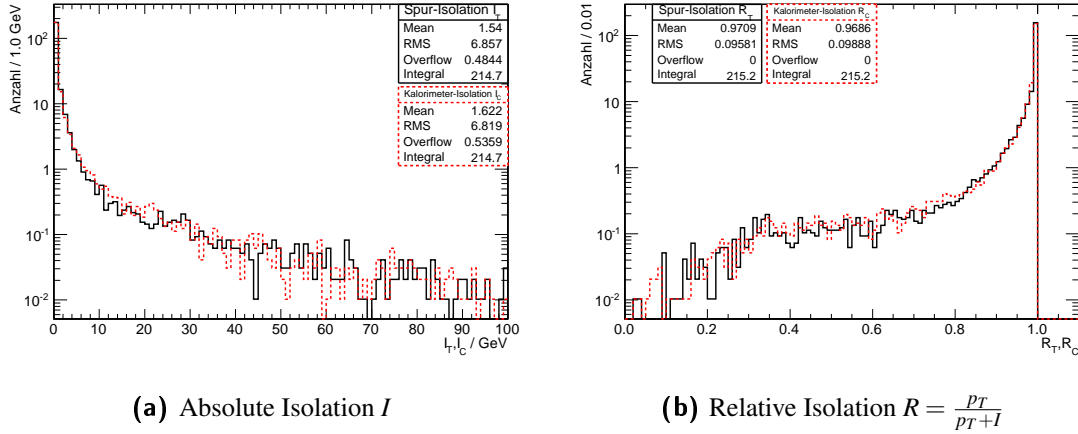 Anzahl / 1.0 GeV
10²
10
1
10⁻¹
10⁻²
0 10 20 30 40 50 60 70 80 90 100
I_T,I_C / GeV
Spur-Isolation I_T
Mean 1.54
RMS 6.857
Overflow 0.4844
Integral 214.7
Kalorimeter-Isolation I_C
Mean 1.622
RMS 6.819
Overflow 0.5359
Integral 214.7
(a) Absolute Isolation I
Anzahl / 0.01
10²
10
1
10⁻¹
10⁻²
0.0 0.2 0.4 0.6 0.8 1.0
R_T,R_C
Spur-Isolation R_T
Mean 0.9709
RMS 0.09581
Overflow 0
Integral 215.2
Kalorimeter-Isolation R_C
Mean 0.9686
RMS 0.09888
Overflow 0
Integral 215.2
(b) Relative Isolation R = p_T / (p_T+I)